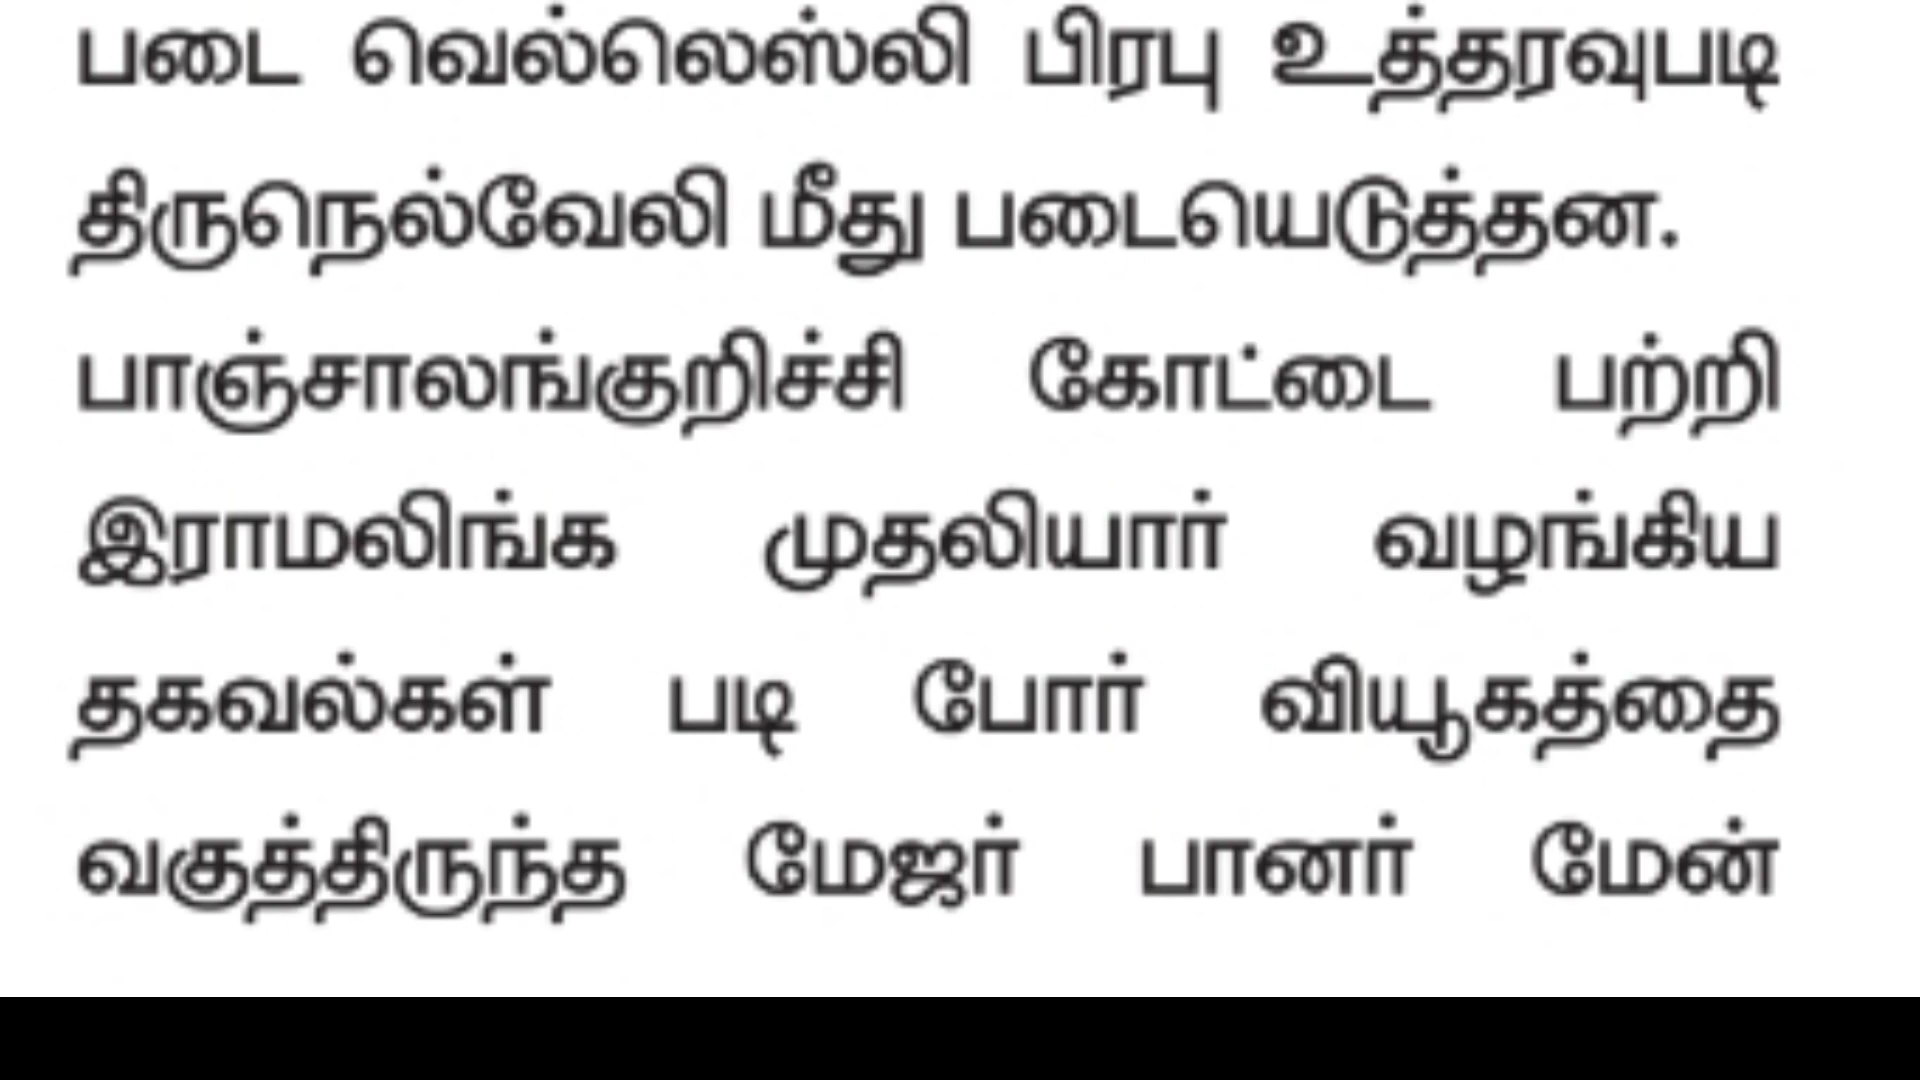 படை வெல்லெஸ்லி பிரபு உத்தரவுபடி
திருநெல்வேலி மீது படையெடுத்தன.
பாஞ்சாலங்குறிச்சி கோட்டை பற்றி
இராமலிங்க முதலியார் வழங்கிய
தகவல்கள் படி போர் வியூகத்தை
வகுத்திருந்த மேஜர் பானர் மேன்